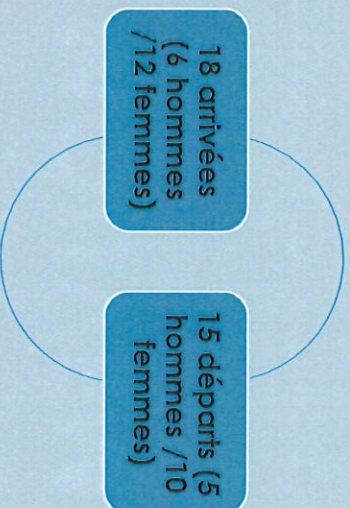 18 arrivées
(6 hommes
/12 femmes)
15 départs (5
hommes /10
femmes)